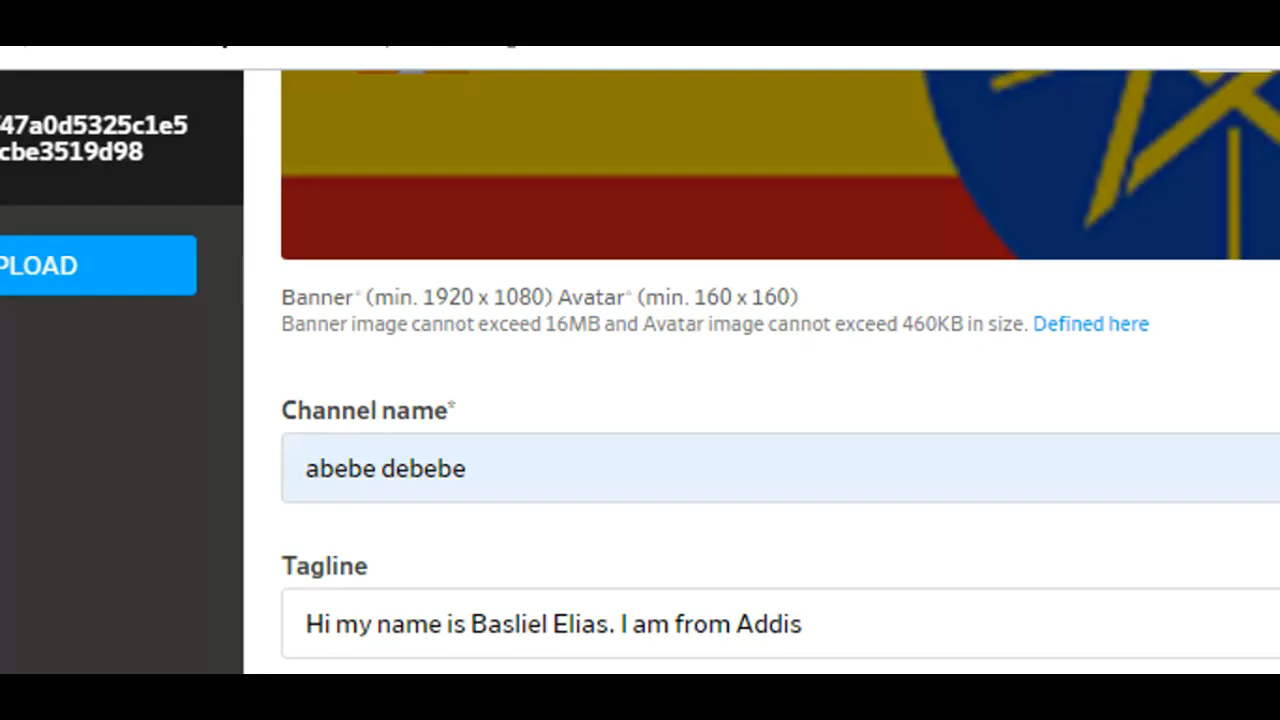 47a0d5325c1e5
cbe3519d98
PLOAD
Banner* (min. 1920 x 1080) Avatar* (min. 160 x 160)
Banner image cannot exceed 16MB and Avatar image cannot exceed 460KB in size. Defined here
Channel name*
abebe debebe
Tagline
Hi my name is Basliel Elias. I am from Addis